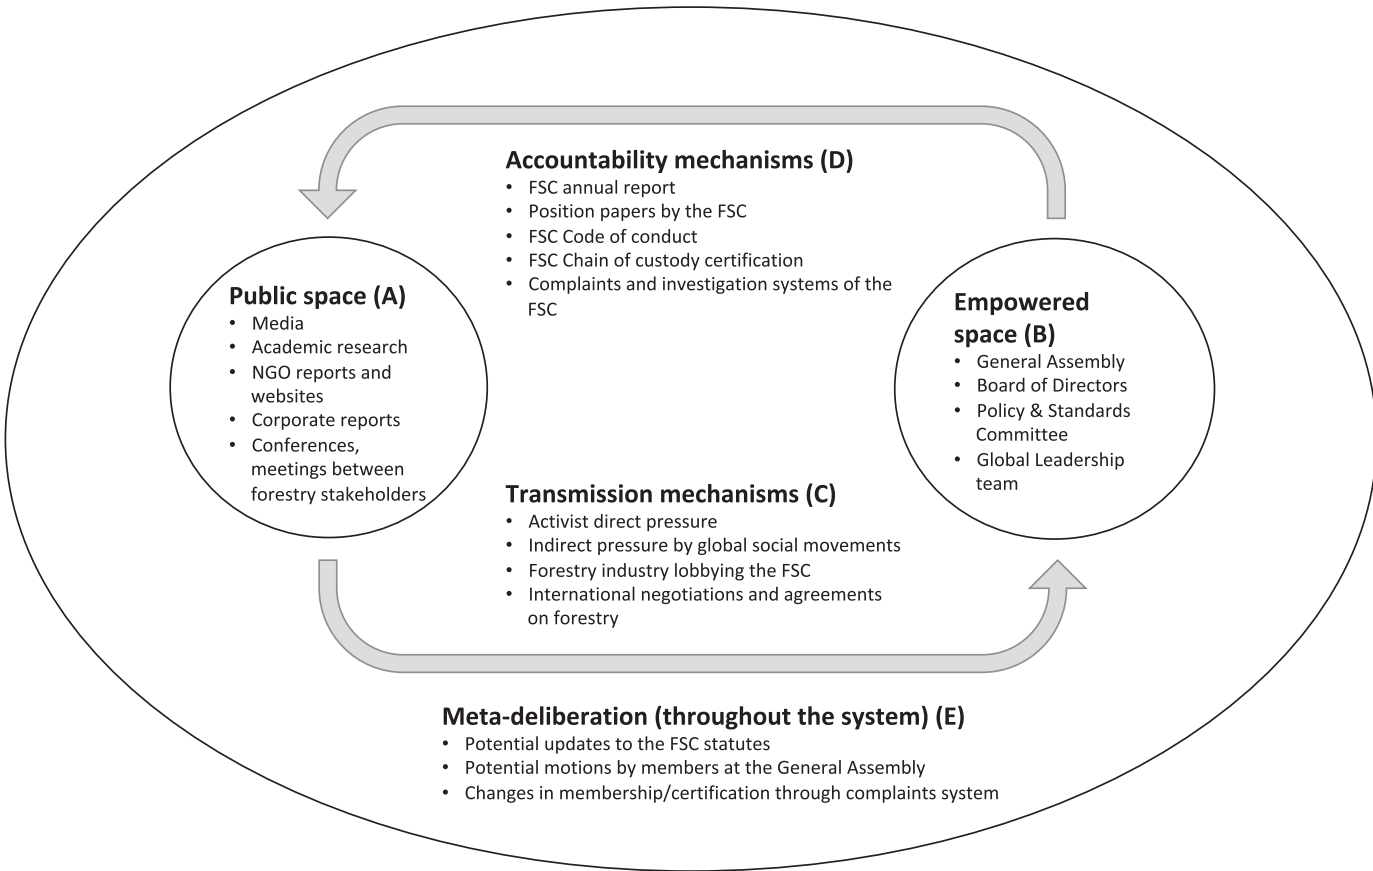 Accountability mechanisms (D)
• FSC annual report
• Position papers by the FSC
• FSC Code of conduct
• FSC Chain of custody certification
• Complaints and investigation systems of the
FSC
Public space (A)
• Media
• Academic research
• NGO reports and
websites
• Corporate reports
• Conferences,
meetings between
forestry stakeholders
Empowered
space (B)
• General Assembly
• Board of Directors
• Policy & Standards
Committee
• Global Leadership
team
Transmission mechanisms (C)
• Activist direct pressure
• Indirect pressure by global social movements
• Forestry industry lobbying the FSC
• International negotiations and agreements
on forestry
Meta-deliberation (throughout the system) (E)
• Potential updates to the FSC statutes
• Potential motions by members at the General Assembly
• Changes in membership/certification through complaints system